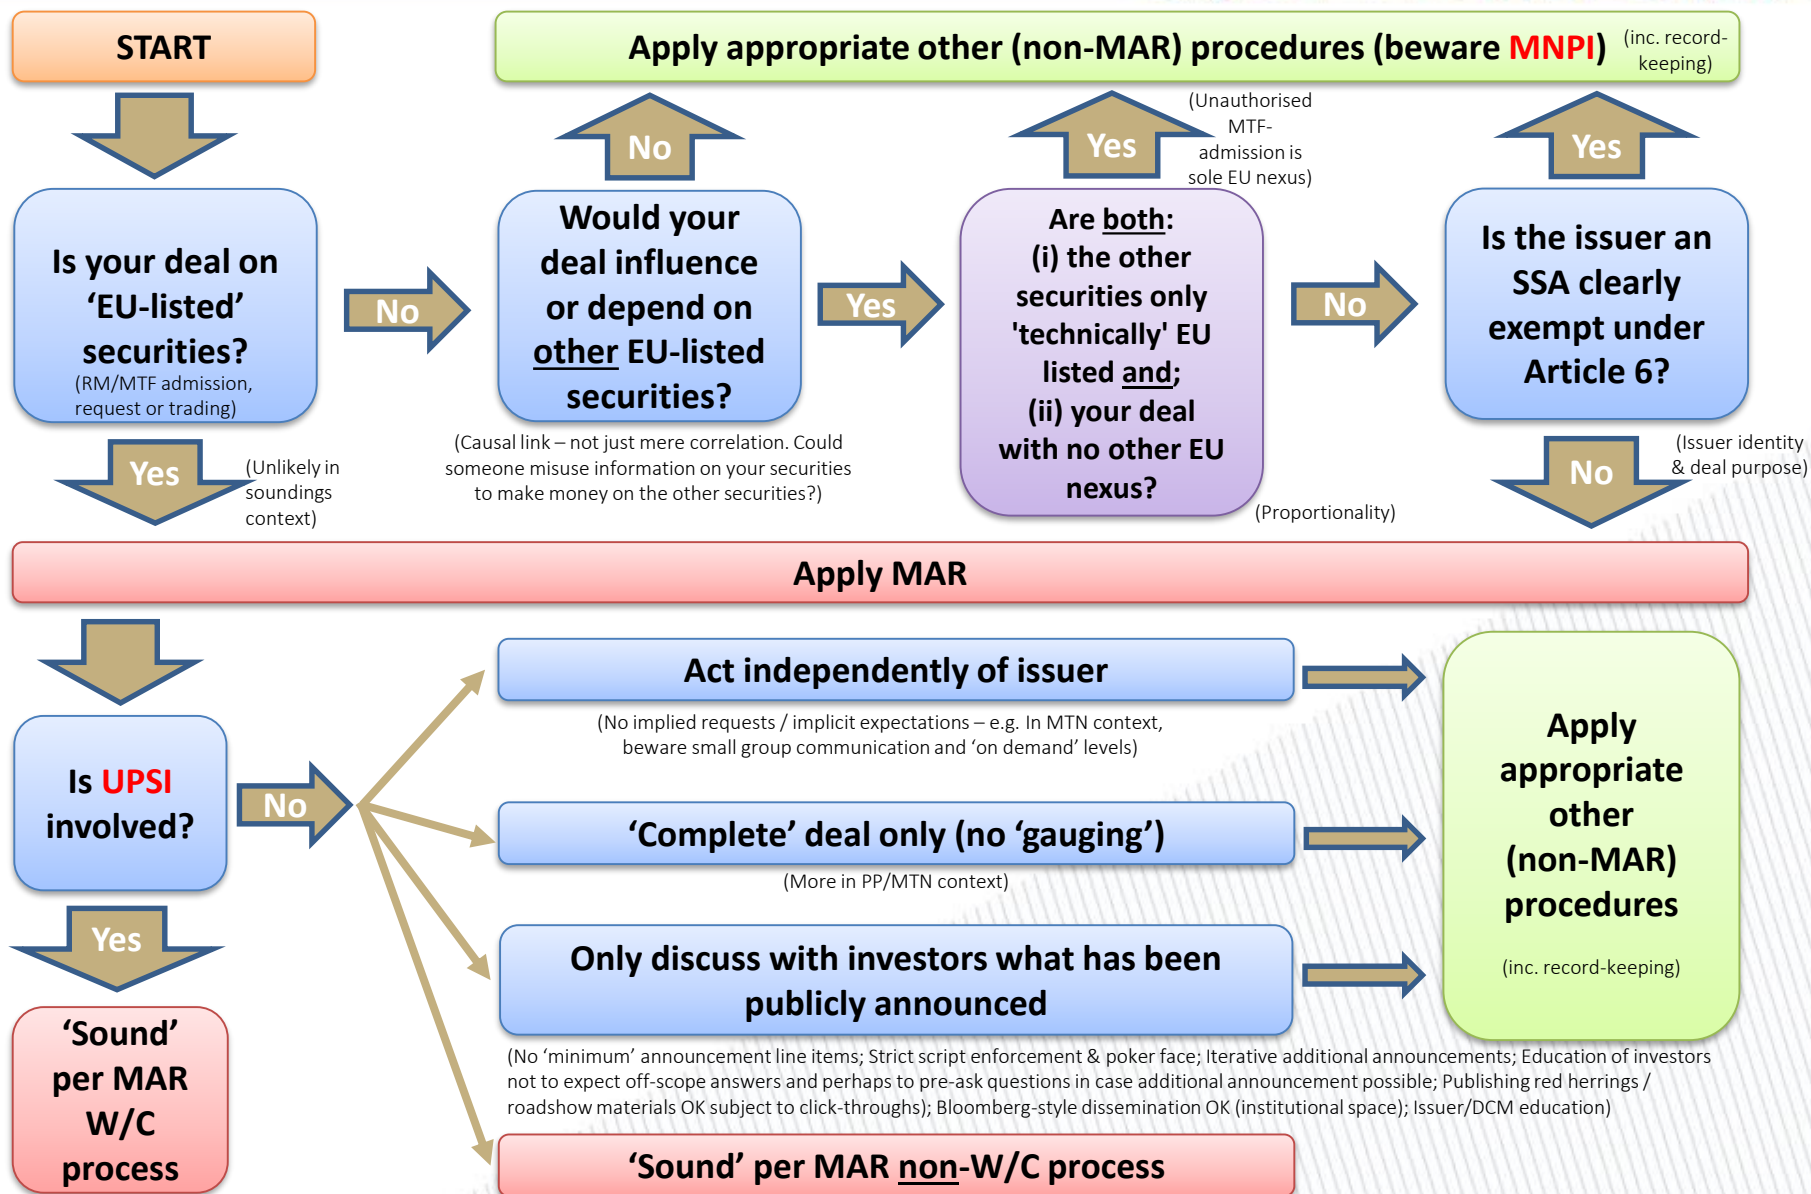 START
Apply appropriate other (non-MAR) procedures (beware MNPI)
(inc. record-
keeping)
No
Yes
(Unauthorised
MTF-
admission is
sole EU nexus)
Yes
Is your deal on
‘EU-listed’
securities?
(RM/MTF admission,
request or trading)
No
Would your
deal influence
or depend on
other EU-listed
securities?
(Causal link – not just mere correlation. Could
someone misuse information on your securities
to make money on the other securities?)
Yes
Are both:
(i) the other
securities only
'technically' EU
listed and;
(ii) your deal
with no other EU
nexus?
(Proportionality)
No
Is the issuer an
SSA clearly
exempt under
Article 6?
Yes
(Unlikely in
soundings
context)
No
(Issuer identity
& deal purpose)
Apply MAR
Is UPSI
involved?
No
Yes
‘Sound’
per MAR
W/C
process
Act independently of issuer
(No implied requests / implicit expectations – e.g. In MTN context,
beware small group communication and ‘on demand’ levels)
‘Complete’ deal only (no ‘gauging’)
(More in PP/MTN context)
Only discuss with investors what has been
publicly announced
(No ‘minimum’ announcement line items; Strict script enforcement & poker face; Iterative additional announcements; Education of investors
not to expect off-scope answers and perhaps to pre-ask questions in case additional announcement possible; Publishing red herrings /
roadshow materials OK subject to click-throughs); Bloomberg-style dissemination OK (institutional space); Issuer/DCM education)
‘Sound’ per MAR non-W/C process
Apply
appropriate
other
(non-MAR)
procedures
(inc. record-keeping)